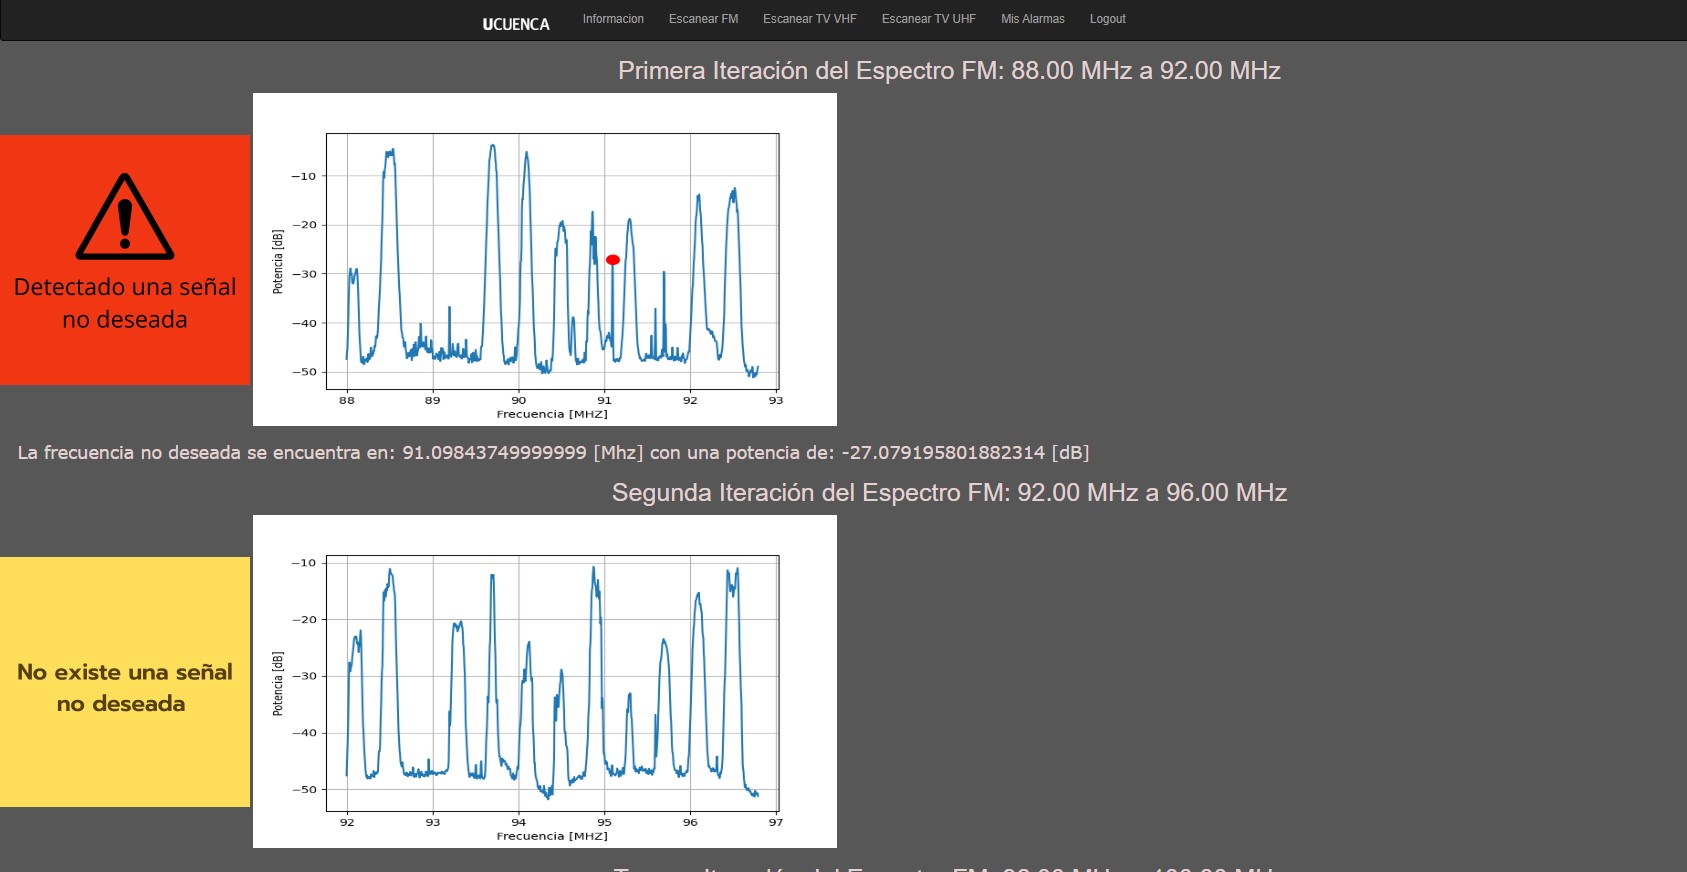 UCUENCA Informacion Escanear FM Escanear TV VHF Escanear TV UHF Mis Alarmas Logout
Primera Iteración del Espectro FM: 88.00 MHz a 92.00 MHz
Detectado una señal
no deseada
Potencia [dB]
−10
−20
−30
−40
−50
88 89 90 91 92 93
Frecuencia [MHZ]
La frecuencia no deseada se encuentra en: 91.09843749999999 [Mhz] con una potencia de: -27.079195801882314 [dB]
Segunda Iteración del Espectro FM: 92.00 MHz a 96.00 MHz
No existe una señal
no deseada
Potencia [dB]
−10
−20
−30
−40
−50
92 93 94 95 96 97
Frecuencia [MHZ]